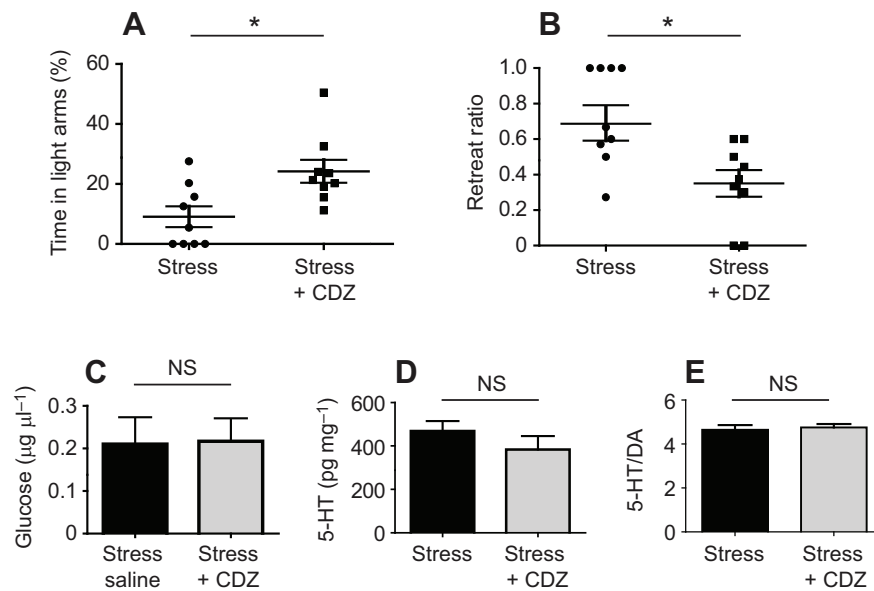 A
*
Time in light arms (%)
60
40
20
0
Stress
Stress
+ CDZ
B
*
Retreat ratio
1.0
0.8
0.6
0.4
0.2
0
Stress
Stress
+ CDZ
C
NS
Glucose (µg µl⁻¹)
0.3
0.2
0.1
0
Stress
saline
Stress
+ CDZ
D
NS
5-HT (pg mg⁻¹)
600
400
200
0
Stress
Stress
+ CDZ
E
NS
5-HT/DA
6
4
2
0
Stress
Stress
+ CDZ